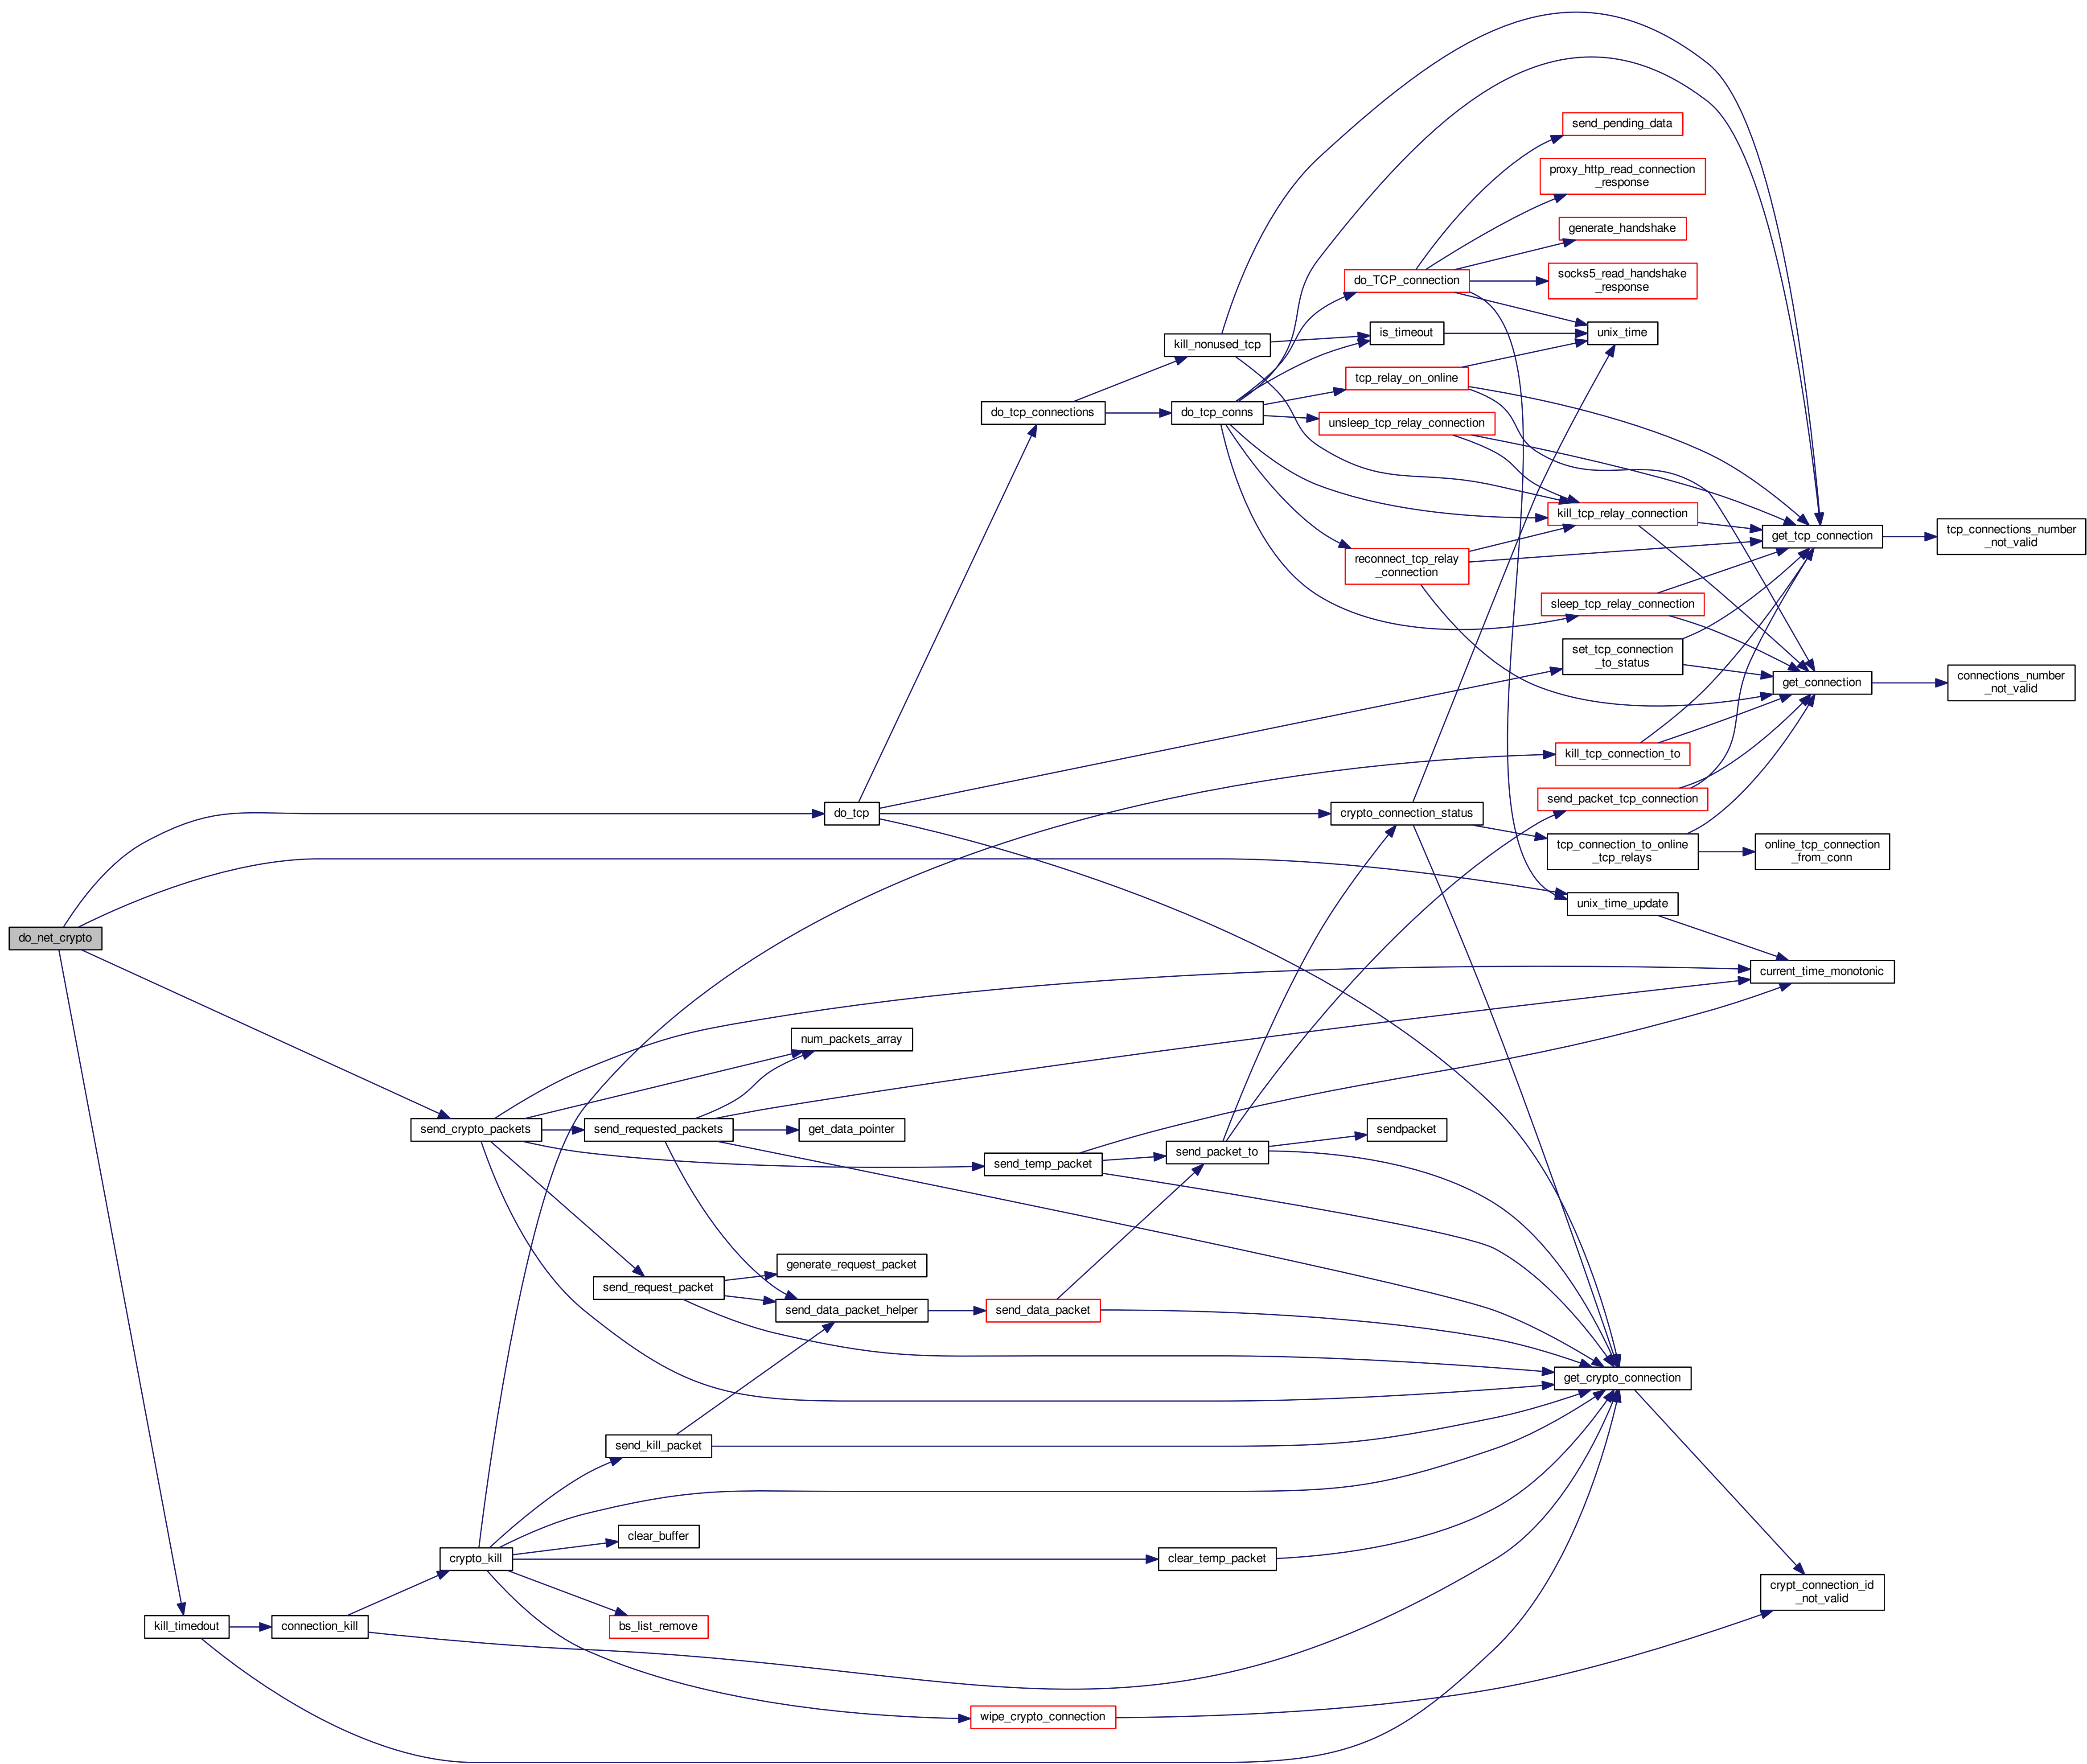 send_pending_data
proxy_http_read_connection
_response
generate_handshake
do_TCP_connection
socks5_read_handshake
_response
kill_nonused_tcp
is_timeout
unix_time
tcp_relay_on_online
do_tcp_connections
do_tcp_conns
unsleep_tcp_relay_connection
kill_tcp_relay_connection
get_tcp_connection
tcp_connections_number
_not_valid
reconnect_tcp_relay
_connection
sleep_tcp_relay_connection
set_tcp_connection
_to_status
get_connection
connections_number
_not_valid
kill_tcp_connection_to
send_packet_tcp_connection
do_tcp
crypto_connection_status
tcp_connection_to_online
_tcp_relays
online_tcp_connection
_from_conn
unix_time_update
do_net_crypto
current_time_monotonic
num_packets_array
send_crypto_packets
send_requested_packets
get_data_pointer
sendpacket
send_temp_packet
send_packet_to
generate_request_packet
send_request_packet
send_data_packet_helper
send_data_packet
get_crypto_connection
send_kill_packet
clear_buffer
crypto_kill
clear_temp_packet
crypt_connection_id
_not_valid
kill_timedout
connection_kill
bs_list_remove
wipe_crypto_connection